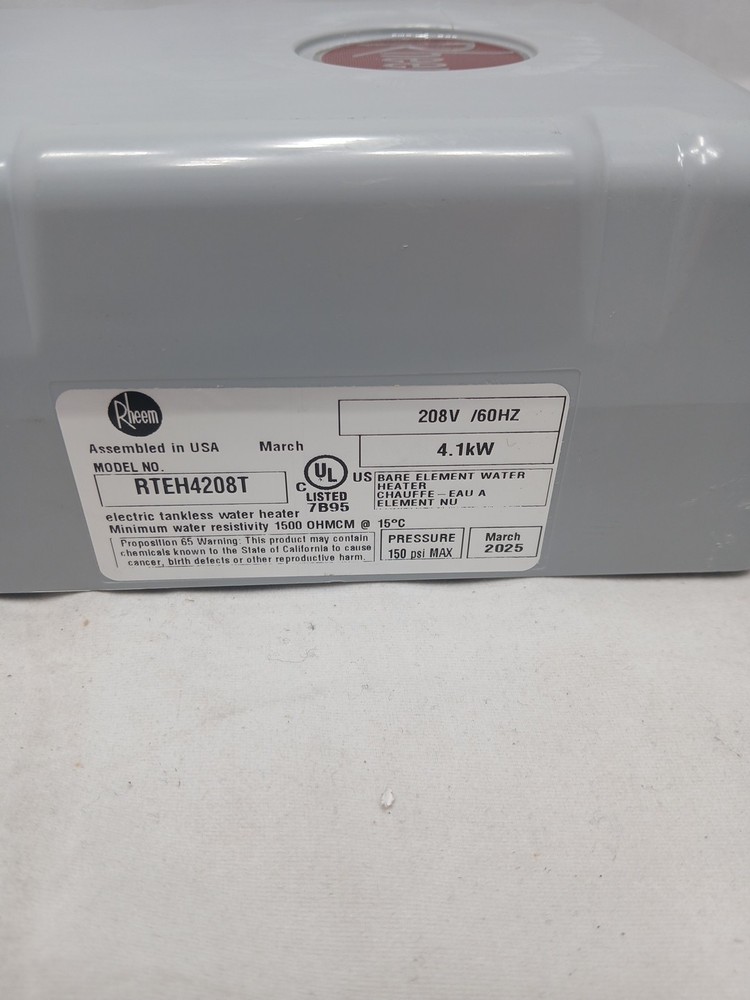 Rheem
Rheem
208V /60HZ
Assembled in USA March
4.1kW
MODEL NO.
RTEH4208T
C UL US
LISTED
7B95
BARE ELEMENT WATER
HEATER
CHAUFFE-EAU A
ELEMENT NU
electric tankless water heater
Minimum water resistivity 1500 OHMCM @ 15°C
Proposition 65 Warning: This product may contain
chemicals known to the State of California to cause
cancer, birth defects or other reproductive harm.
PRESSURE
150 psi MAX
March
2025